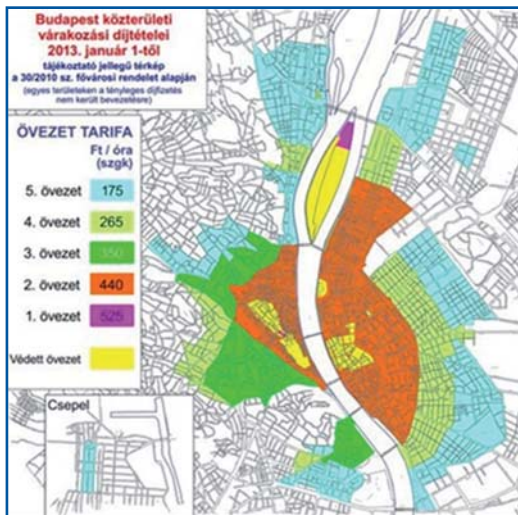 Budapest közterületi
várakozási díjtételei
2013. január 1-től
tájékoztató jellegű térkép
a 30/2010 sz. fővárosi rendelet alapján
(egyes területeken a tényleges díjfizetés
nem került bevezetésre)
ÖVEZET TARIFA
Ft / óra
(szgk)
5. övezet 175
4. övezet 265
3. övezet 350
2. övezet 440
1. övezet 525
Védett övezet
Csepel